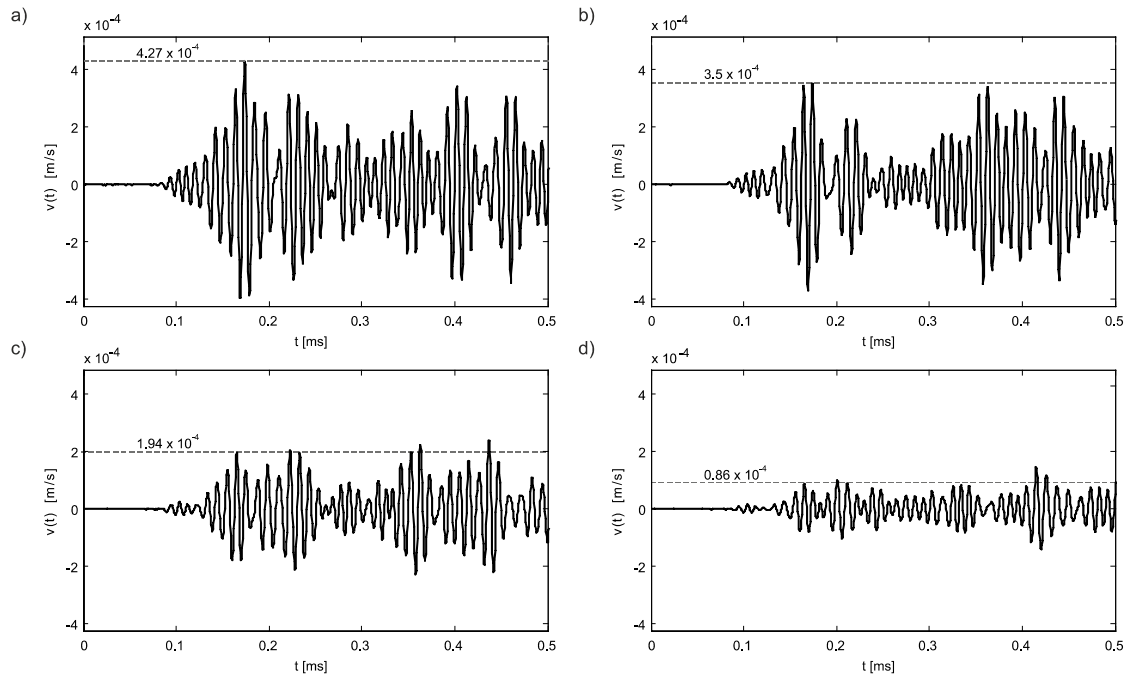 a)
x 10-4
4.27 x 10-4
4
2
0
-2
-4
v(t) [m/s]
0 0.1 0.2 0.3 0.4 0.5
t [ms]
b)
x 10-4
3.5 x 10-4
4
2
0
-2
-4
v(t) [m/s]
0 0.1 0.2 0.3 0.4 0.5
t [ms]
c)
x 10-4
1.94 x 10-4
4
2
0
-2
-4
v(t) [m/s]
0 0.1 0.2 0.3 0.4 0.5
t [ms]
d)
x 10-4
0.86 x 10-4
4
2
0
-2
-4
v(t) [m/s]
0 0.1 0.2 0.3 0.4 0.5
t [ms]